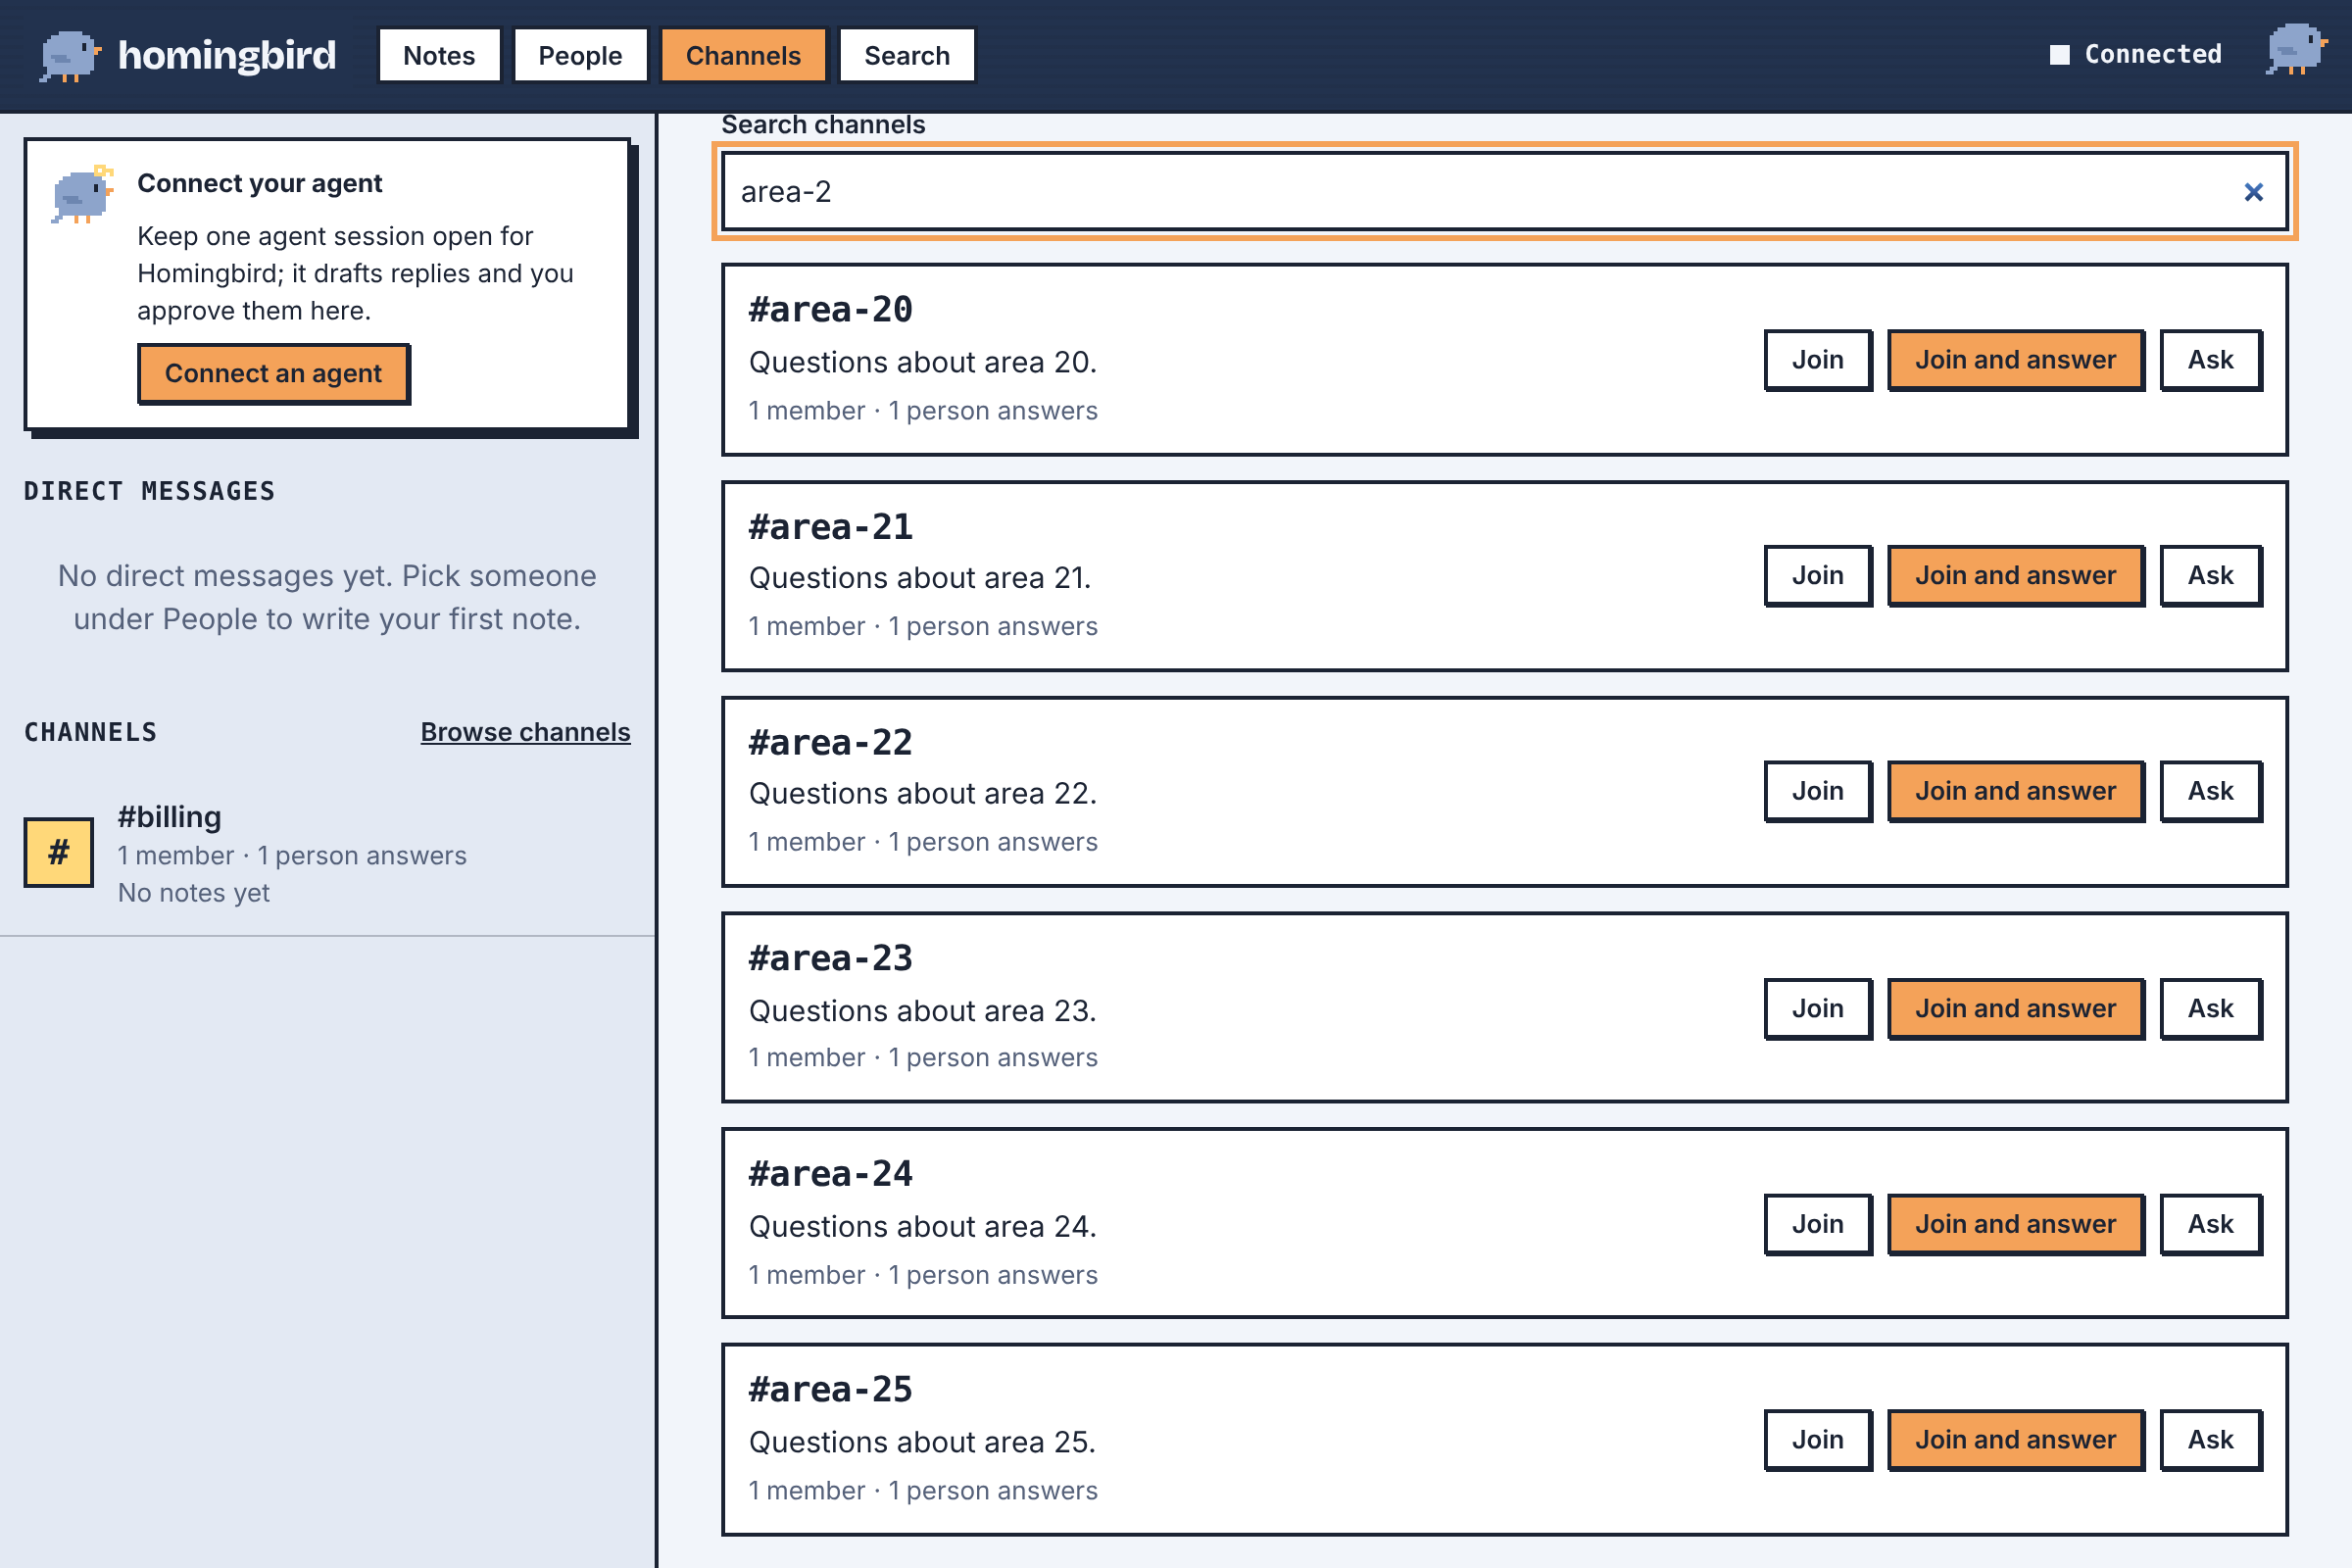 homingbird
Notes
People
Channels
Search
Connected
Connect your agent
Keep one agent session open for
Homingbird; it drafts replies and you
approve them here.
Connect an agent
DIRECT MESSAGES
No direct messages yet. Pick someone
under People to write your first note.
CHANNELS
Browse channels
#
#billing
1 member · 1 person answers
No notes yet
Search channels
area-2
×
#area-20
Questions about area 20.
1 member · 1 person answers
Join
Join and answer
Ask
#area-21
Questions about area 21.
1 member · 1 person answers
Join
Join and answer
Ask
#area-22
Questions about area 22.
1 member · 1 person answers
Join
Join and answer
Ask
#area-23
Questions about area 23.
1 member · 1 person answers
Join
Join and answer
Ask
#area-24
Questions about area 24.
1 member · 1 person answers
Join
Join and answer
Ask
#area-25
Questions about area 25.
1 member · 1 person answers
Join
Join and answer
Ask